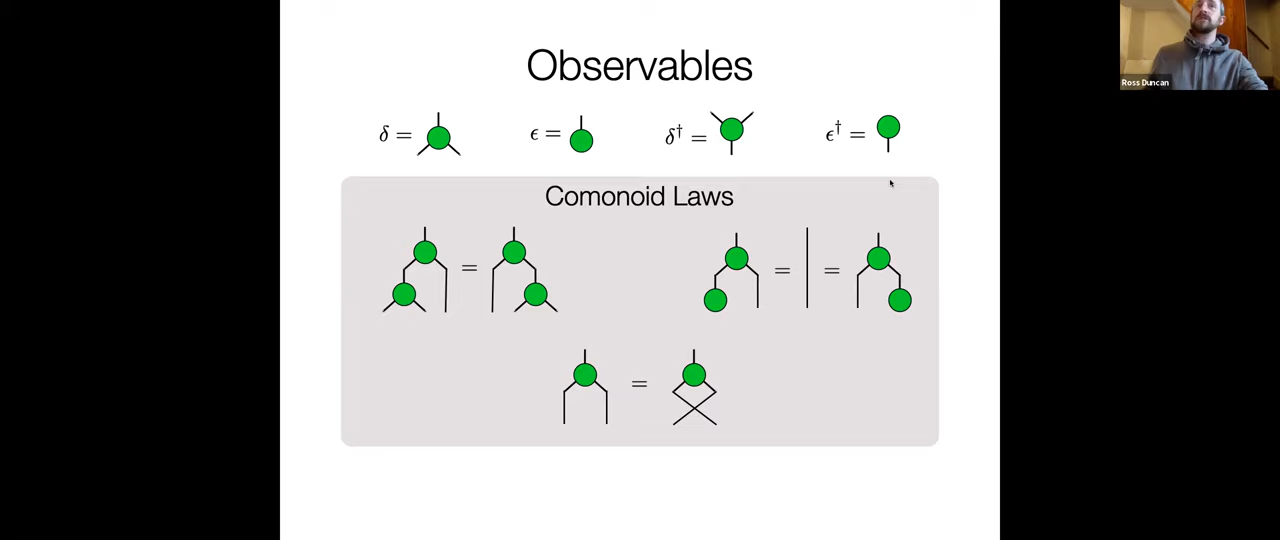 Observables
δ = ϵ = δ† = ϵ† =
Comonoid Laws
= = =
=
Ross Duncan